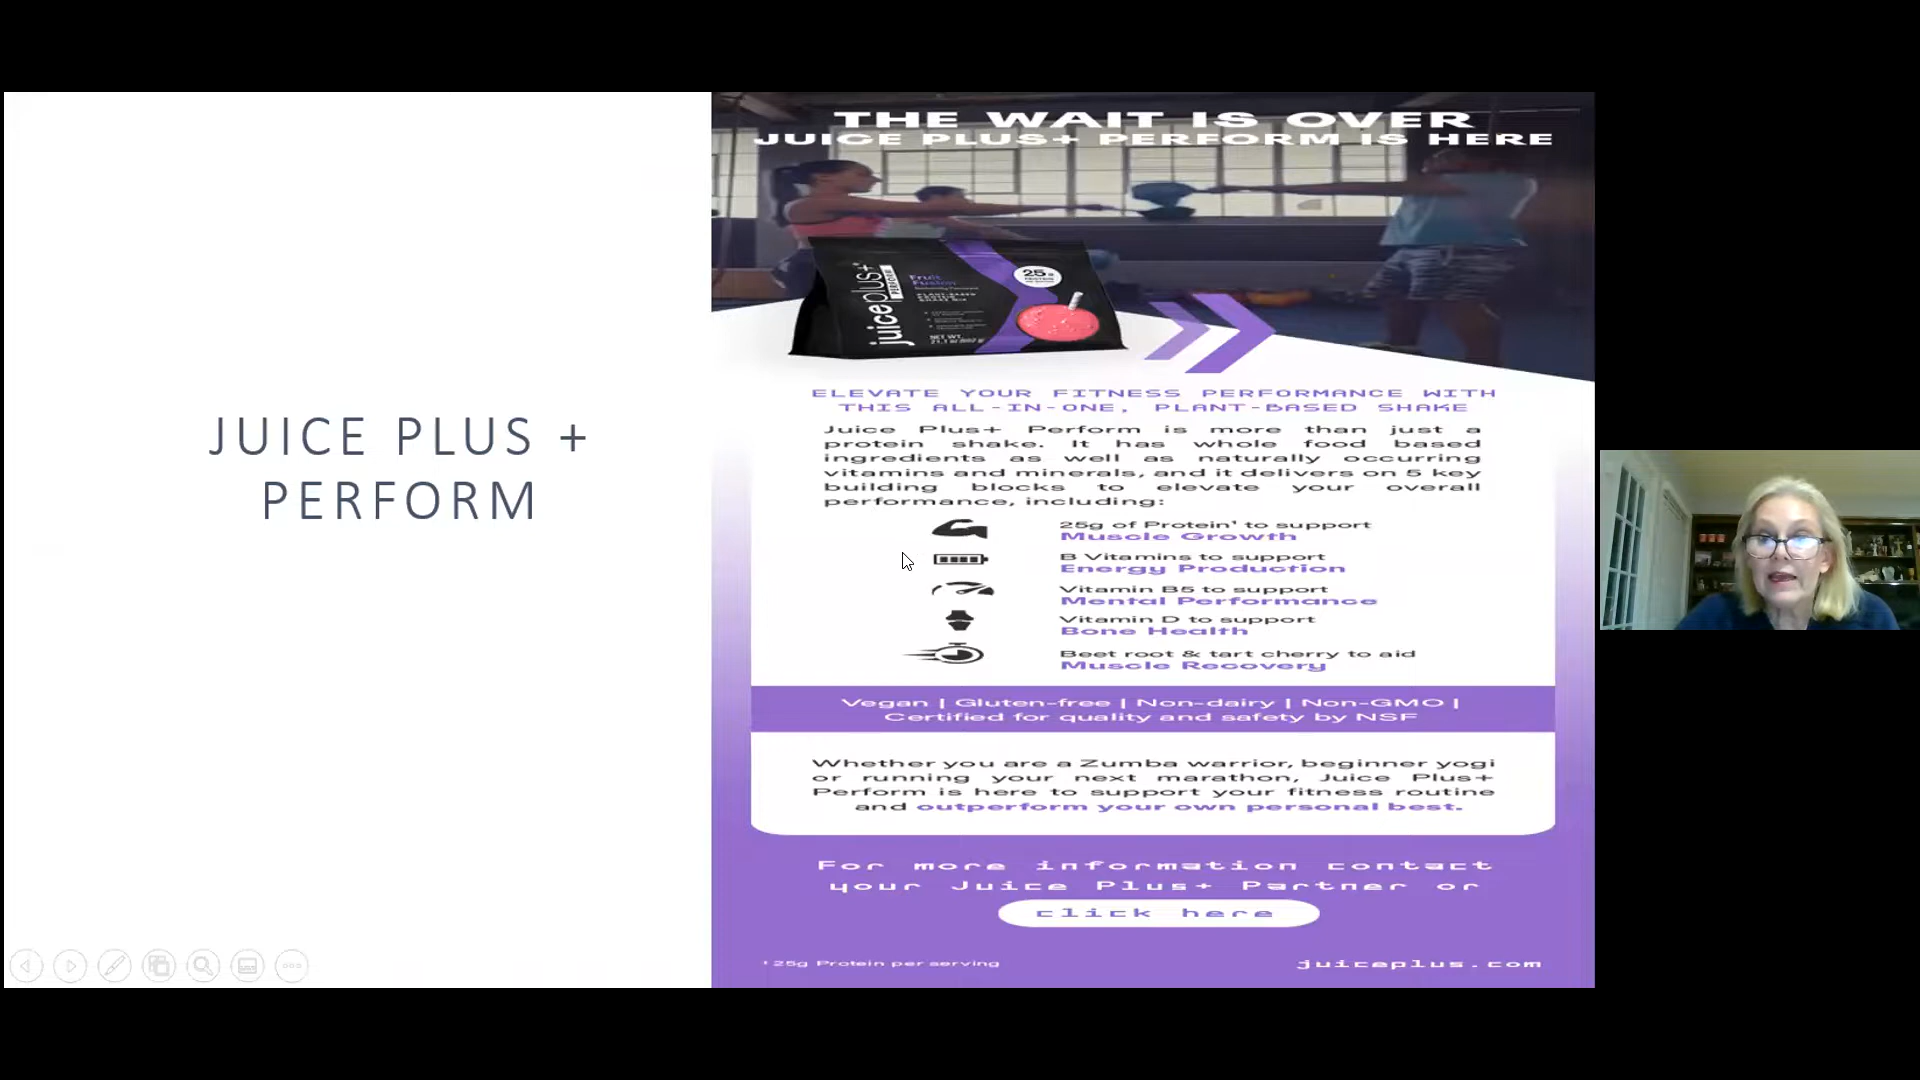 JUICE PLUS +
PERFORM
THE WAIT IS OVER
JUICE PLUS+ PERFORM IS HERE
juiceplus+
PERFORM
Fruit
Fusion
25g
NET WT.
ELEVATE YOUR FITNESS PERFORMANCE WITH
THIS ALL-IN-ONE, PLANT-BASED SHAKE
Juice Plus+ Perform is more than just a
protein shake. It has whole food based
ingredients as well as naturally occurring
vitamins and minerals, and it delivers on 5 key
building blocks to elevate your overall
performance, including:
25g of Protein¹ to support
Muscle Growth
B Vitamins to support
Energy Production
Vitamin B5 to support
Mental Performance
Vitamin D to support
Bone Health
Beet root & tart cherry to aid
Muscle Recovery
Vegan | Gluten-free | Non-dairy | Non-GMO |
Certified for quality and safety by NSF
Whether you are a Zumba warrior, beginner yogi
or running your next marathon, Juice Plus+
Perform is here to support your fitness routine
and outperform your own personal best.
For more information contact
your Juice Plus+ Partner or
click here
¹ 25g Protein per serving
juiceplus.com